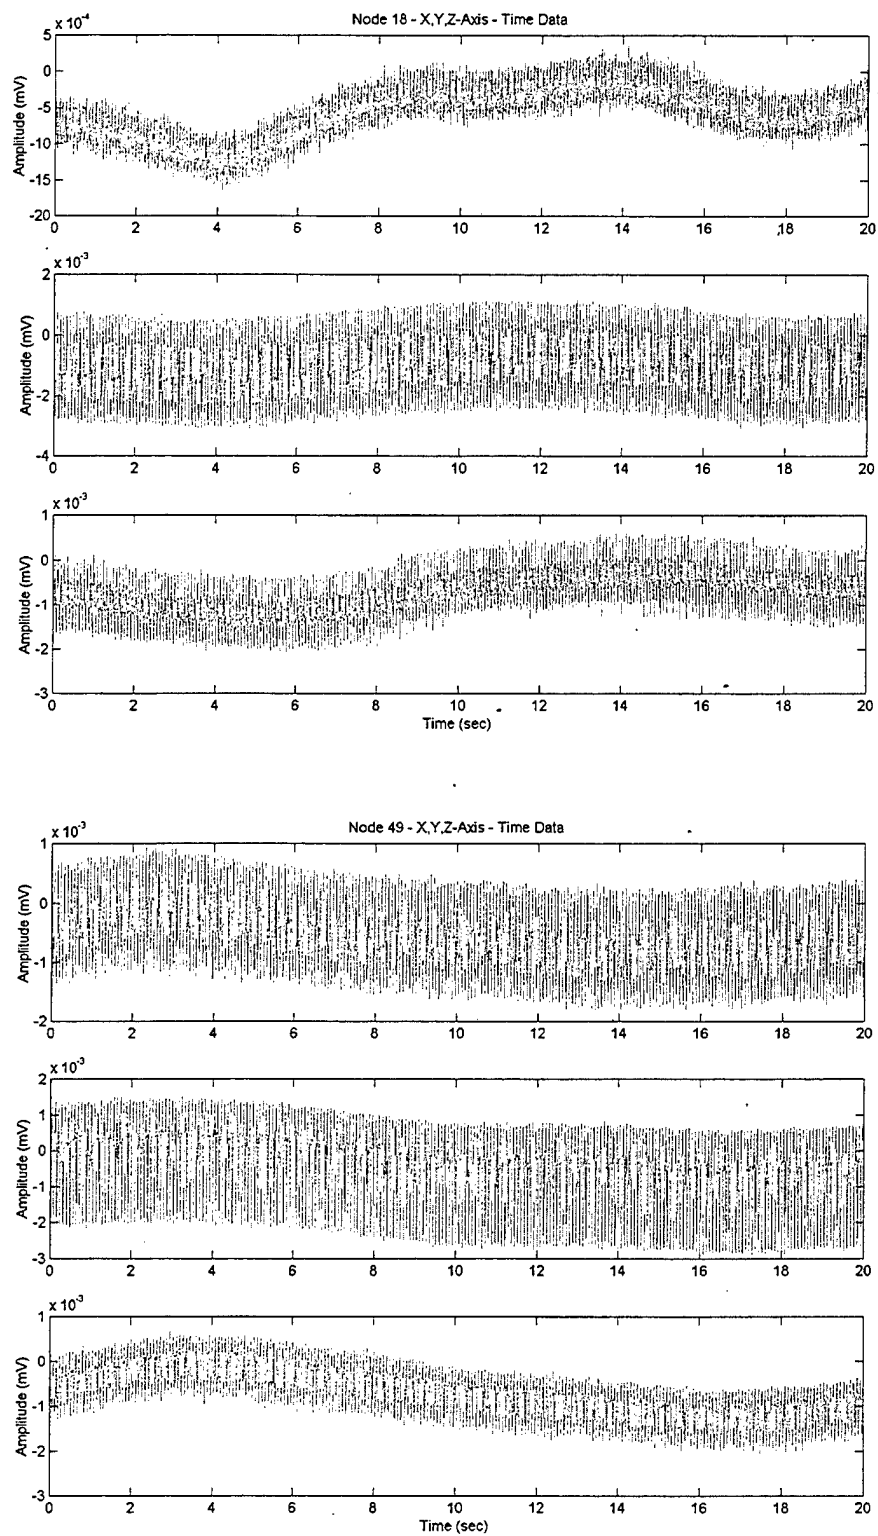 Node 18 - X,Y,Z-Axis - Time Data
x 10⁻⁴
5
0
-5
-10
-15
-20
Amplitude (mV)
0 2 4 6 8 10 12 14 16 18 20
x 10⁻³
2
0
-2
-4
Amplitude (mV)
0 2 4 6 8 10 12 14 16 18 20
x 10⁻³
1
0
-1
-2
-3
Amplitude (mV)
0 2 4 6 8 10 12 14 16 18 20
Time (sec)
Node 49 - X,Y,Z-Axis - Time Data
x 10⁻³
1
0
-1
-2
Amplitude (mV)
0 2 4 6 8 10 12 14 16 18 20
x 10⁻³
2
1
0
-1
-2
-3
Amplitude (mV)
0 2 4 6 8 10 12 14 16 18 20
x 10⁻³
1
0
-1
-2
-3
Amplitude (mV)
0 2 4 6 8 10 12 14 16 18 20
Time (sec)